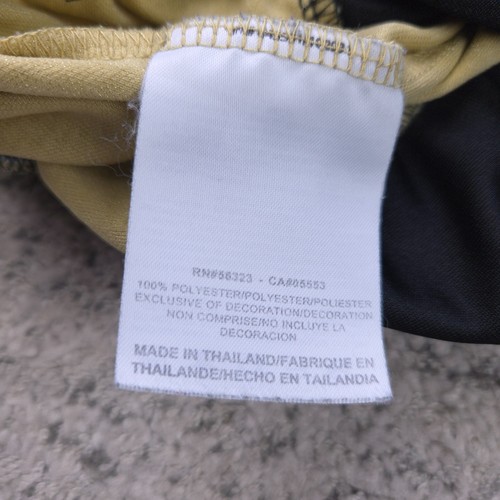 RN#56323 - CA#05553
100% POLYESTER/POLYESTER/POLIESTER
EXCLUSIVE OF DECORATION/DECORATION
NON COMPRISE/NO INCLUYE LA
DECORACION
MADE IN THAILAND/FABRIQUE EN
THAILANDE/HECHO EN TAILANDIA